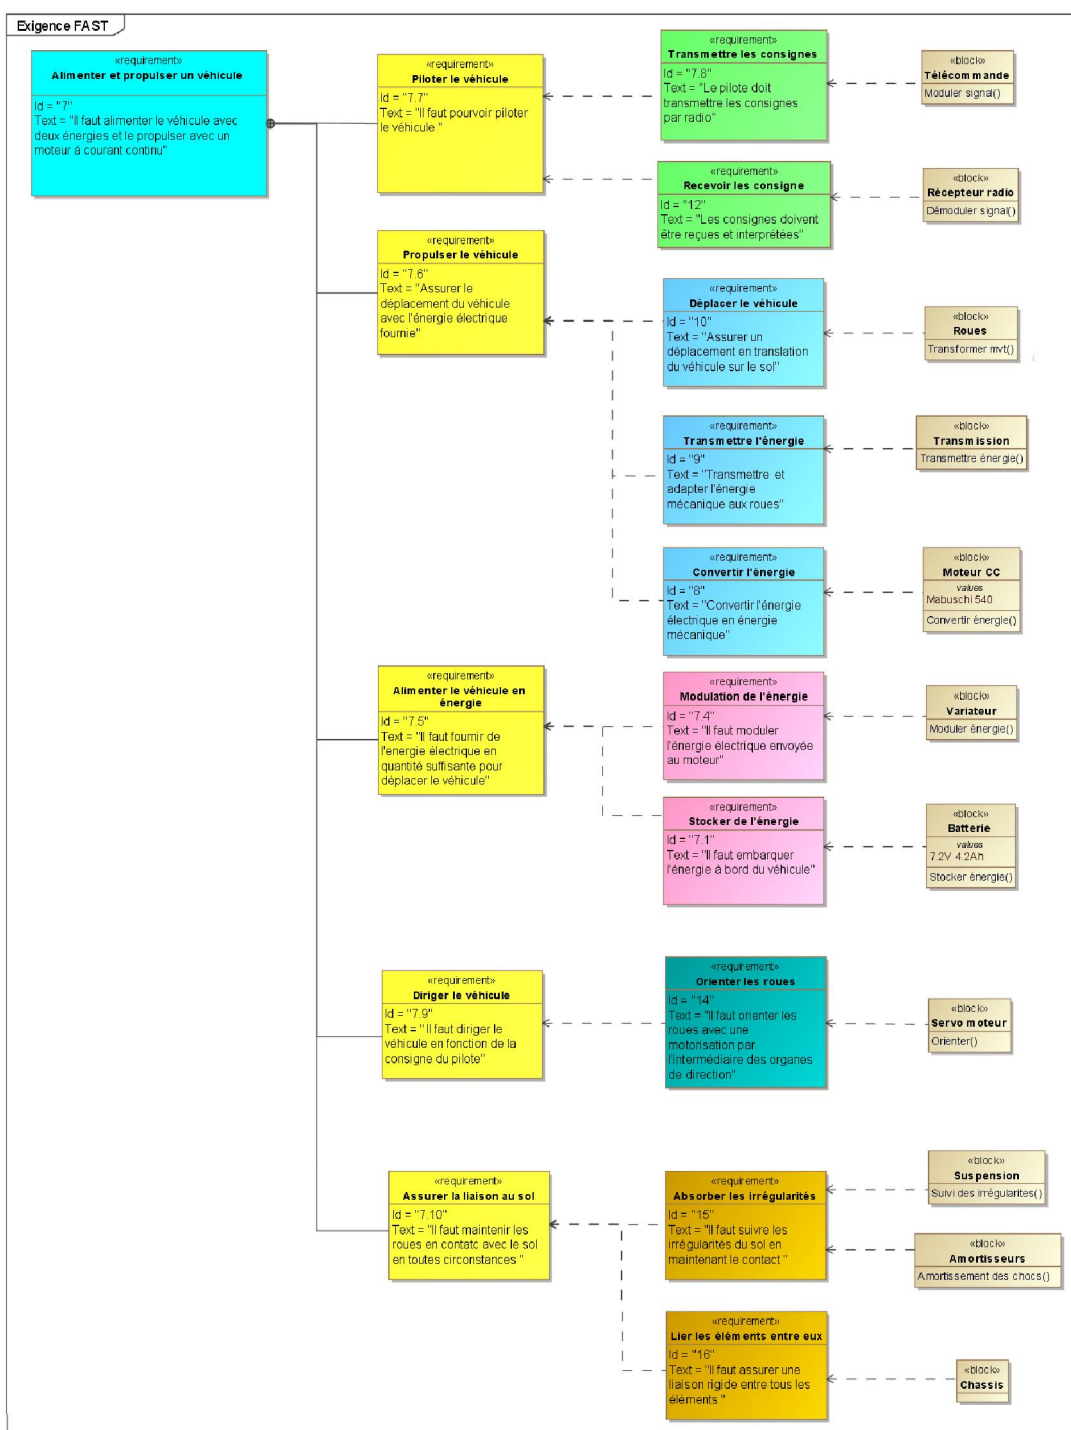 Exigence FAST
«requirement»
Alimenter et propulser un véhicule
Id = "7"
Text = "Il faut alimenter le véhicule avec
deux énergies et le propulser avec un
moteur à courant continu"
«requirement»
Piloter le véhicule
Id = "7.7"
Text = "Il faut pourvoir piloter
le véhicule "
«requirement»
Transmettre les consignes
Id = "7.8"
Text = "Le pilote doit
transmettre les consignes
par radio"
«block»
Télécommande
Moduler signal()
«requirement»
Recevoir les consigne
Id = "12"
Text = "Les consignes doivent
être reçues et interprétées"
«block»
Récepteur radio
Démoduler signal()
«requirement»
Propulser le véhicule
Id = "7.6"
Text = "Assurer le
déplacement du véhicule
avec l'énergie électrique
fournie"
«requirement»
Déplacer le véhicule
Id = "10"
Text = "Assurer un
déplacement en translation
du véhicule sur le sol"
«block»
Roues
Transformer mvt()
«requirement»
Transmettre l'énergie
Id = "9"
Text = "Transmettre et
adapter l'énergie
mécanique aux roues"
«block»
Transmission
Transmettre énergie()
«requirement»
Convertir l'énergie
Id = "8"
Text = "Convertir l'énergie
électrique en énergie
mécanique"
«block»
Moteur CC
values
Mabuschi 540
Convertir énergie()
«requirement»
Alimenter le véhicule en
énergie
Id = "7.5"
Text = "Il faut fournir de
l'energie électrique en
quantité suffisante pour
déplacer le véhicule"
«requirement»
Modulation de l'énergie
Id = "7.4"
Text = "Il faut moduler
l'énergie électrique envoyée
au moteur"
«block»
Variateur
Moduler énergie()
«requirement»
Stocker de l'énergie
Id = "7.1"
Text = "Il faut embarquer
l'énergie à bord du véhicule"
«block»
Batterie
values
7.2V 4.2Ah
Stocker énergie()
«requirement»
Diriger le véhicule
Id = "7.9"
Text = "Il faut diriger le
véhicule en fonction de la
consigne du pilote"
«requirement»
Orienter les roues
Id = "14"
Text = "Il faut orienter les
roues avec une
motorisation par
l'intermédiaire des organes
de direction"
«block»
Servo moteur
Orienter()
«requirement»
Assurer la liaison au sol
Id = "7.10"
Text = "Il faut maintenir les
roues en contatc avec le sol
en toutes circonstances "
«requirement»
Absorber les irrégularités
Id = "15"
Text = "Il faut suivre les
irrégularités du sol en
maintenant le contact "
«block»
Suspension
Suivi des irrégularites()
«block»
Amortisseurs
Amortissement des chocs()
«requirement»
Lier les éléments entre eux
Id = "16"
Text = "Il faut assurer une
liaison rigide entre tous les
éléments "
«block»
Chassis